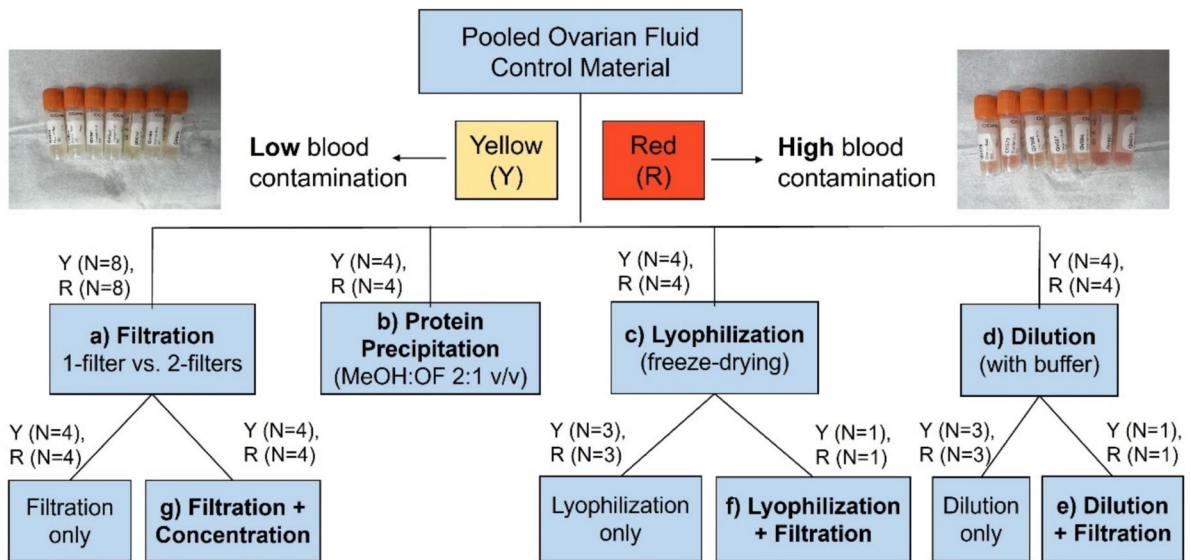 Pooled Ovarian Fluid
Control Material
Low blood
contamination
Yellow
(Y)
Red
(R)
High blood
contamination
Y (N=8),
R (N=8)
Y (N=4),
R (N=4)
Y (N=4),
R (N=4)
Y (N=4),
R (N=4)
a) Filtration
1-filter vs. 2-filters
b) Protein
Precipitation
(MeOH:OF 2:1 v/v)
c) Lyophilization
(freeze-drying)
d) Dilution
(with buffer)
Y (N=4),
R (N=4)
Y (N=4),
R (N=4)
Y (N=3),
R (N=3)
Y (N=1),
R (N=1)
Y (N=3),
R (N=3)
Y (N=1),
R (N=1)
Filtration
only
g) Filtration +
Concentration
Lyophilization
only
f) Lyophilization
+ Filtration
Dilution
only
e) Dilution
+ Filtration